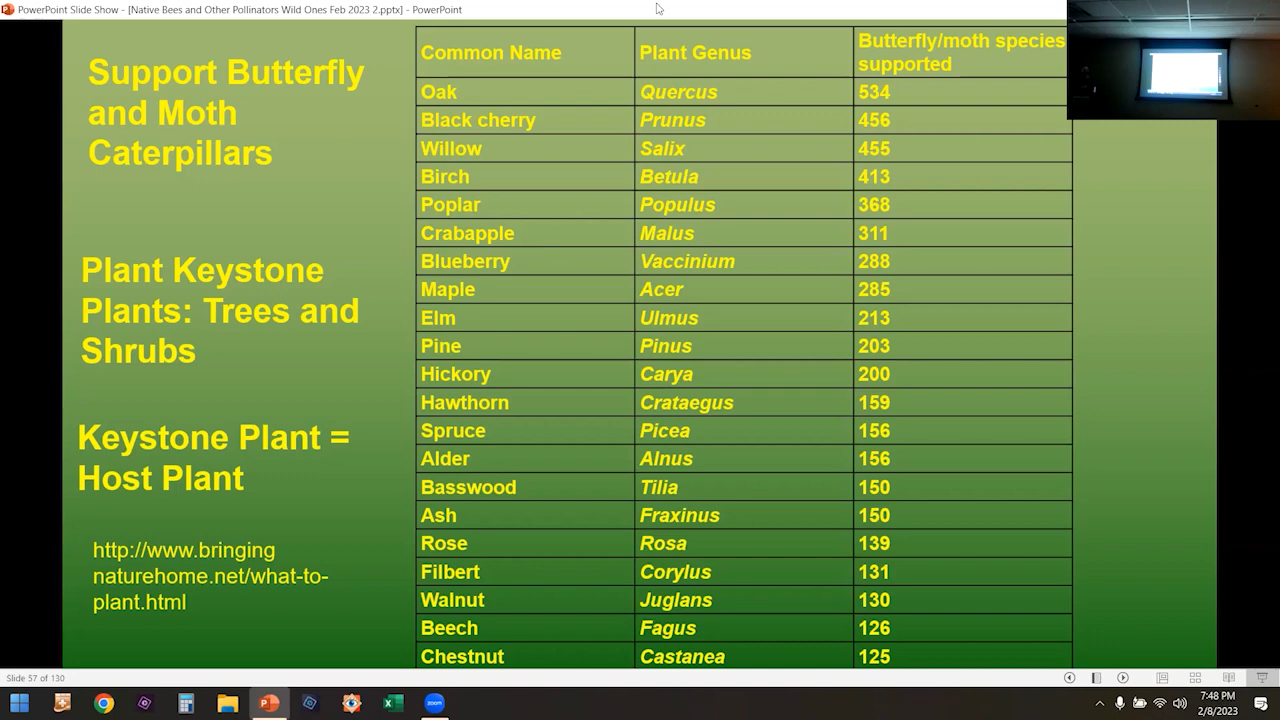 PowerPoint Slide Show - [Native Bees and Other Pollinators Wild Ones Feb 2023 2.pptx] - PowerPoint
Support Butterfly
and Moth
Caterpillars
Plant Keystone
Plants: Trees and
Shrubs
Keystone Plant =
Host Plant
http://www.bringing
naturehome.net/what-to-
plant.html
Common Name Plant Genus Butterfly/moth species supported
Oak Quercus 534
Black cherry Prunus 456
Willow Salix 455
Birch Betula 413
Poplar Populus 368
Crabapple Malus 311
Blueberry Vaccinium 288
Maple Acer 285
Elm Ulmus 213
Pine Pinus 203
Hickory Carya 200
Hawthorn Crataegus 159
Spruce Picea 156
Alder Alnus 156
Basswood Tilia 150
Ash Fraxinus 150
Rose Rosa 139
Filbert Corylus 131
Walnut Juglans 130
Beech Fagus 126
Chestnut Castanea 125
Slide 57 of 130
zoom
7:48 PM
2/8/2023